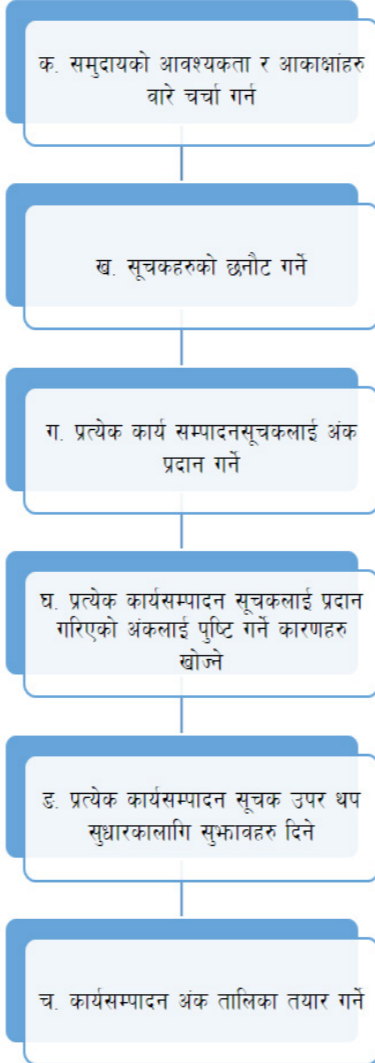 क. समुदायको आवश्यकता र आकाक्षांहरु
वारे चर्चा गर्न
ख. सूचकहरुको छनौट गर्ने
ग. प्रत्येक कार्य सम्पादनसूचकलाई अंक
प्रदान गर्ने
घ. प्रत्येक कार्यसम्पादन सूचकलाई प्रदान
गरिएको अंकलाई पुष्टि गर्ने कारणहरु
खोज्ने
ङ. प्रत्येक कार्यसम्पादन सूचक उपर थप
सुधारकालागि सुझावहरु दिने
च. कार्यसम्पादन अंक तालिका तयार गर्ने